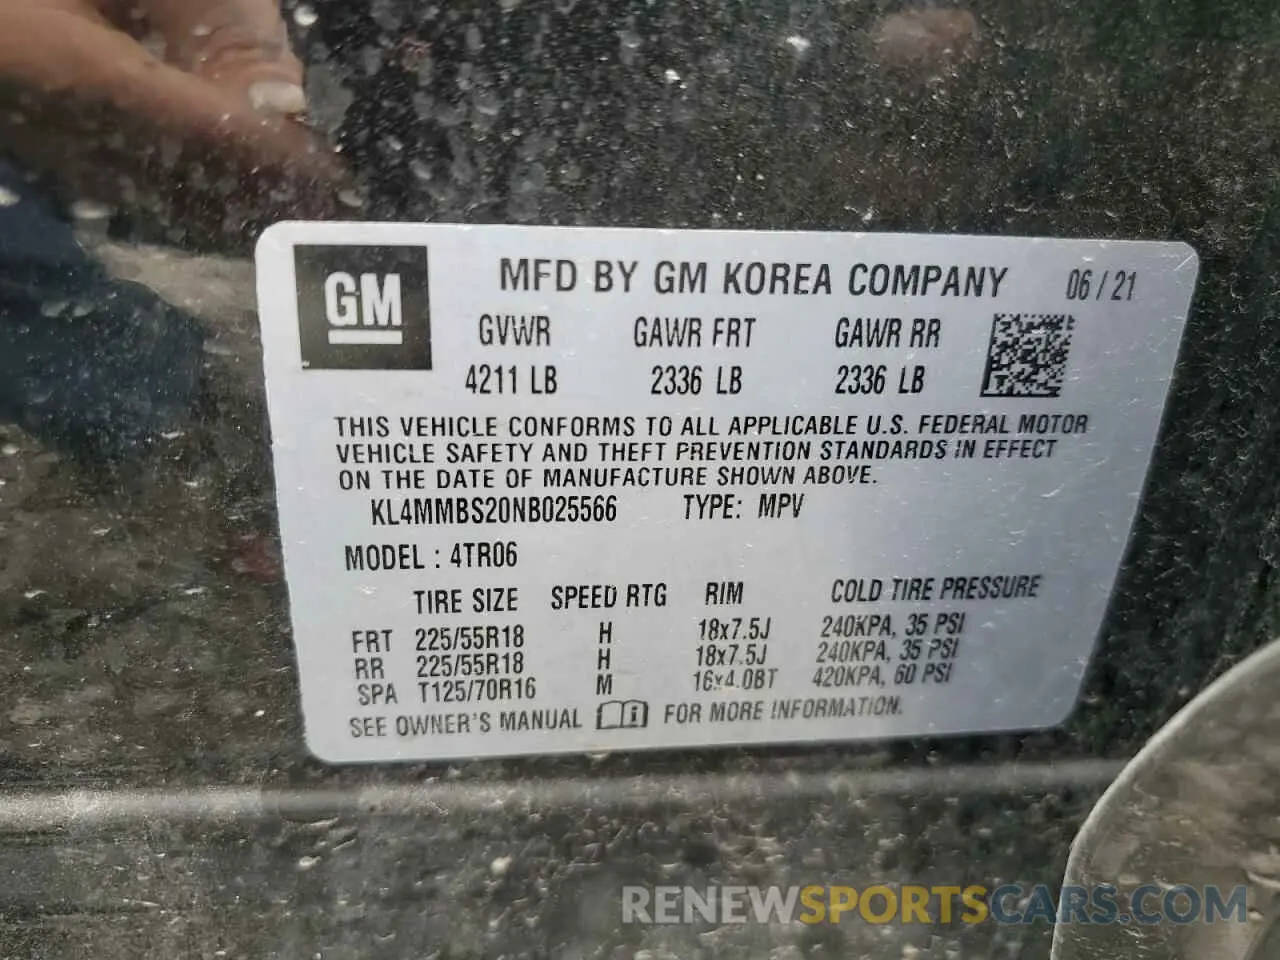 GM
MFD BY GM KOREA COMPANY 06/21
GVWR GAWR FRT GAWR RR
4211 LB 2336 LB 2336 LB
THIS VEHICLE CONFORMS TO ALL APPLICABLE U.S. FEDERAL MOTOR
VEHICLE SAFETY AND THEFT PREVENTION STANDARDS IN EFFECT
ON THE DATE OF MANUFACTURE SHOWN ABOVE.
KL4MMBS20NB025566 TYPE: MPV
MODEL : 4TR06
TIRE SIZE SPEED RTG RIM COLD TIRE PRESSURE
FRT 225/55R18 H 18x7.5J 240KPA, 35 PSI
RR 225/55R18 H 18x7.5J 240KPA, 35 PSI
SPA T125/70R16 M 16x4.0BT 420KPA, 60 PSI
SEE OWNER'S MANUAL i FOR MORE INFORMATION.
RENEWSPORTSCARS.COM